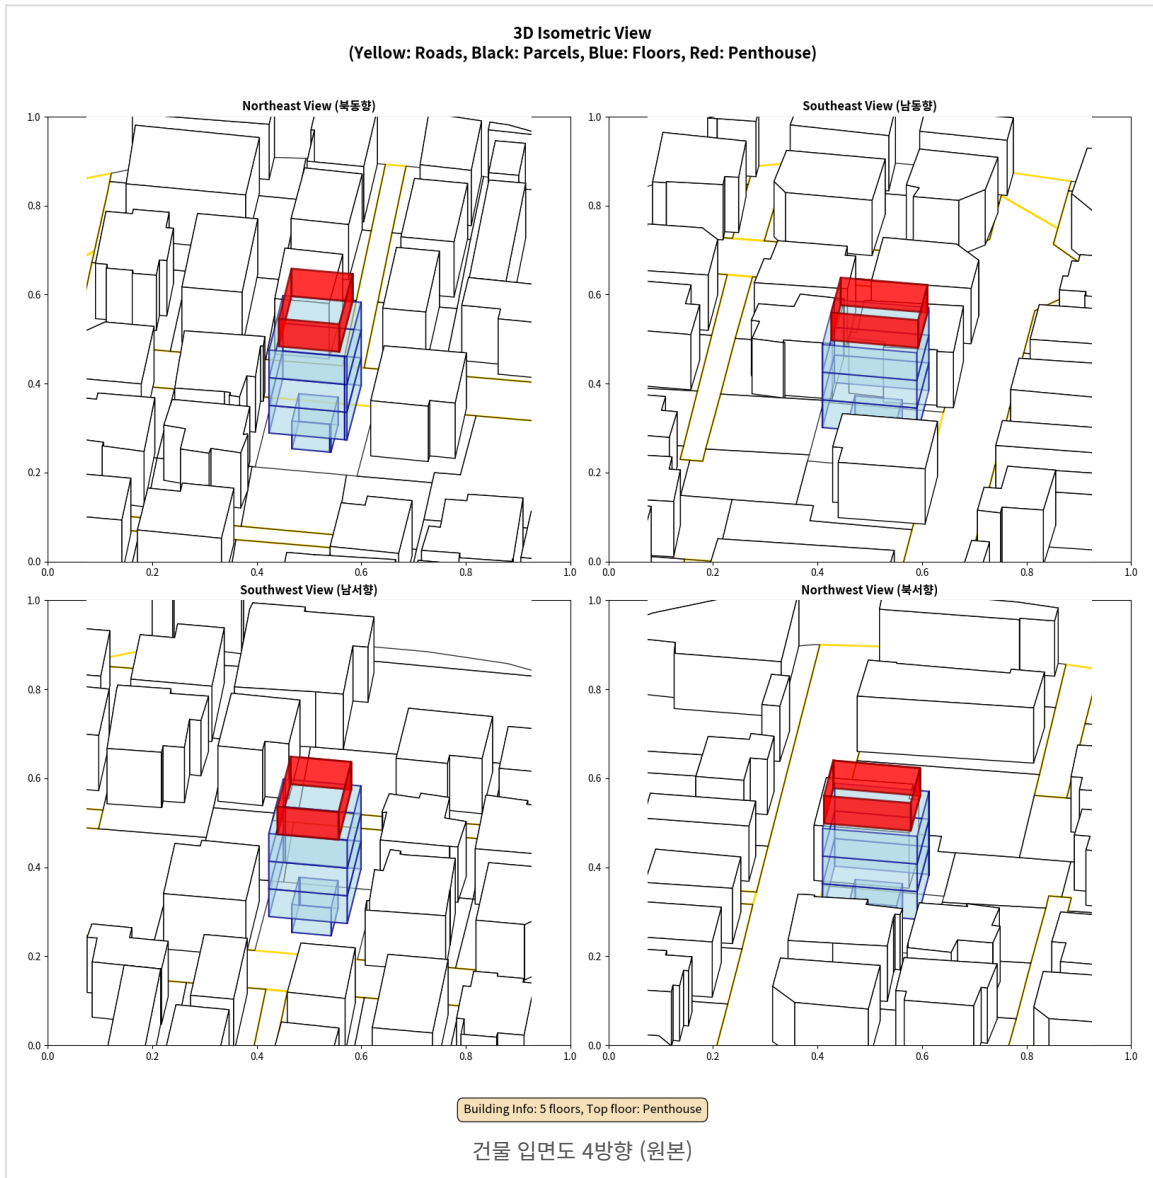 3D Isometric View
(Yellow: Roads, Black: Parcels, Blue: Floors, Red: Penthouse)
Northeast View (북동향)
1.0
0.8
0.6
0.4
0.2
0.0
0.0 0.2 0.4 0.6 0.8 1.0
Southeast View (남동향)
1.0
0.8
0.6
0.4
0.2
0.0
0.0 0.2 0.4 0.6 0.8 1.0
Southwest View (남서향)
1.0
0.8
0.6
0.4
0.2
0.0
0.0 0.2 0.4 0.6 0.8 1.0
Northwest View (북서향)
1.0
0.8
0.6
0.4
0.2
0.0
0.0 0.2 0.4 0.6 0.8 1.0
Building Info: 5 floors, Top floor: Penthouse
건물 입면도 4방향 (원본)